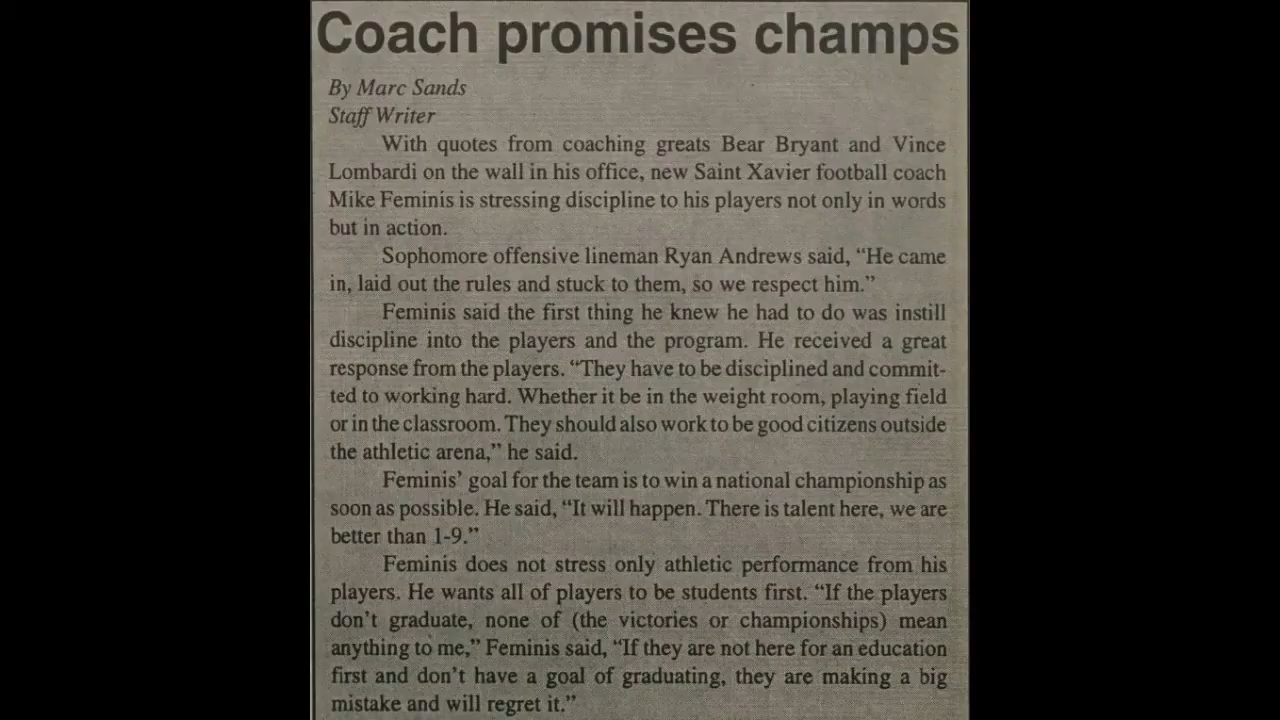 Coach promises champs
By Marc Sands
Staff Writer
With quotes from coaching greats Bear Bryant and Vince
Lombardi on the wall in his office, new Saint Xavier football coach
Mike Feminis is stressing discipline to his players not only in words
but in action.
Sophomore offensive lineman Ryan Andrews said, “He came
in, laid out the rules and stuck to them, so we respect him.”
Feminis said the first thing he knew he had to do was instill
discipline into the players and the program. He received a great
response from the players. “They have to be disciplined and commit-
ted to working hard. Whether it be in the weight room, playing field
or in the classroom. They should also work to be good citizens outside
the athletic arena,” he said.
Feminis’ goal for the team is to win a national championship as
soon as possible. He said, “It will happen. There is talent here, we are
better than 1-9.”
Feminis does not stress only athletic performance from his
players. He wants all of players to be students first. “If the players
don’t graduate, none of (the victories or championships) mean
anything to me,” Feminis said, “If they are not here for an education
first and don’t have a goal of graduating, they are making a big
mistake and will regret it.”